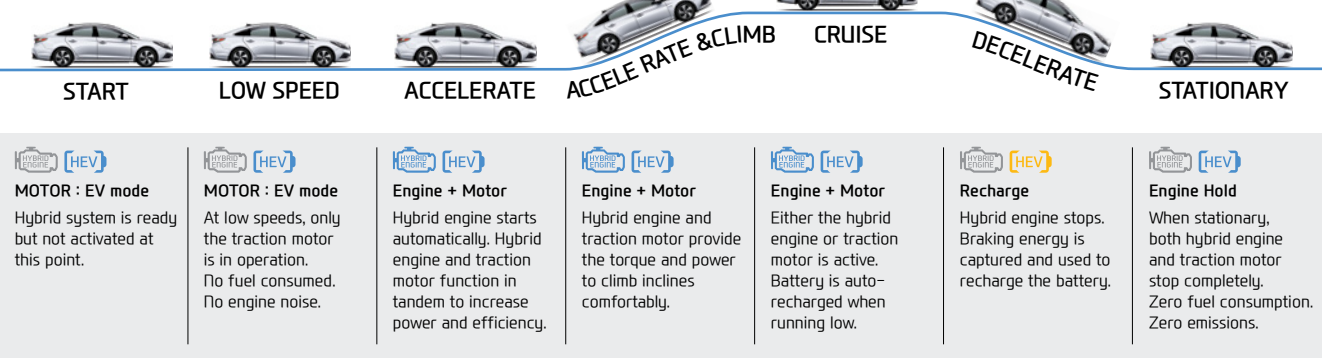 START
LOW SPEED
ACCELERATE
ACCELE RATE &CLIMB
CRUISE
DECELERATE
STATIONARY
HYBRID
ENGINE
HEV
MOTOR : EV mode
Hybrid system is ready
but not activated at
this point.
HYBRID
ENGINE
HEV
MOTOR : EV mode
At low speeds, only
the traction motor
is in operation.
No fuel consumed.
No engine noise.
HYBRID
ENGINE
HEV
Engine + Motor
Hybrid engine starts
automatically. Hybrid
engine and traction
motor function in
tandem to increase
power and efficiency.
HYBRID
ENGINE
HEV
Engine + Motor
Hybrid engine and
traction motor provide
the torque and power
to climb inclines
comfortably.
HYBRID
ENGINE
HEV
Engine + Motor
Either the hybrid
engine or traction
motor is active.
Battery is auto-
recharged when
running low.
HYBRID
ENGINE
HEV
Recharge
Hybrid engine stops.
Braking energy is
captured and used to
recharge the battery.
HYBRID
ENGINE
HEV
Engine Hold
When stationary,
both hybrid engine
and traction motor
stop completely.
Zero fuel consumption.
Zero emissions.